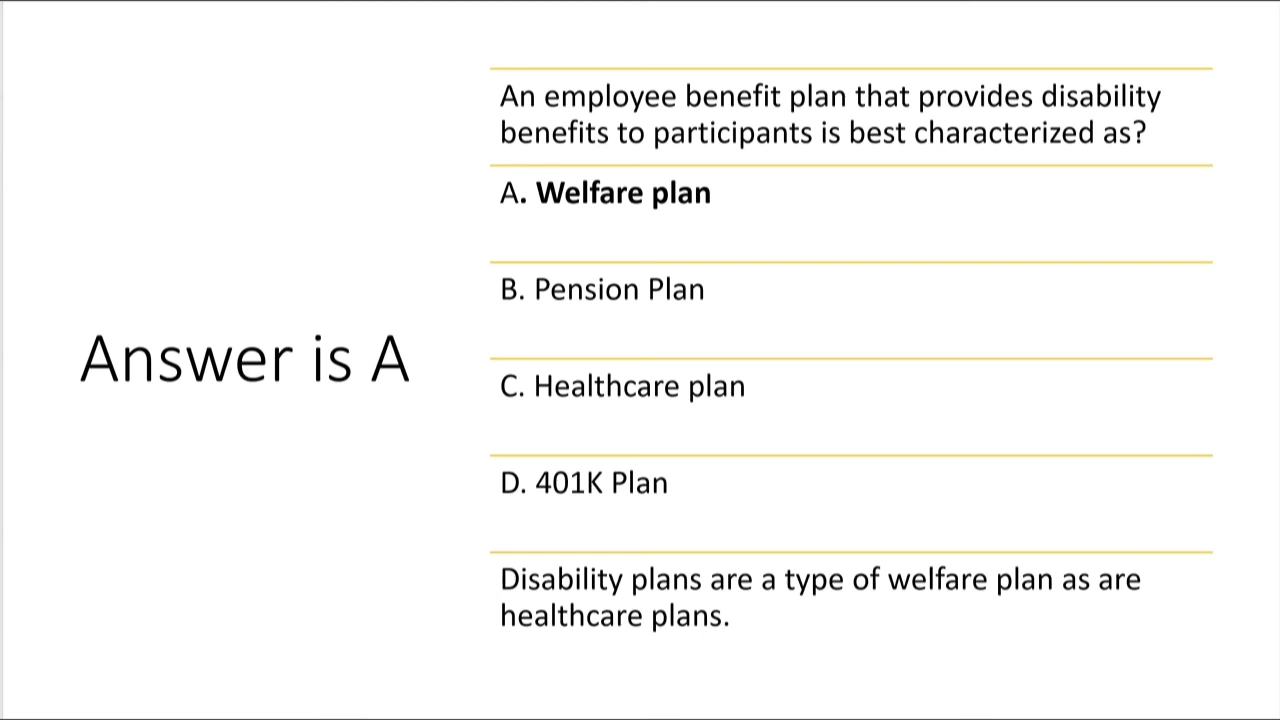 Answer is A
An employee benefit plan that provides disability
benefits to participants is best characterized as?
A. Welfare plan
B. Pension Plan
C. Healthcare plan
D. 401K Plan
Disability plans are a type of welfare plan as are
healthcare plans.